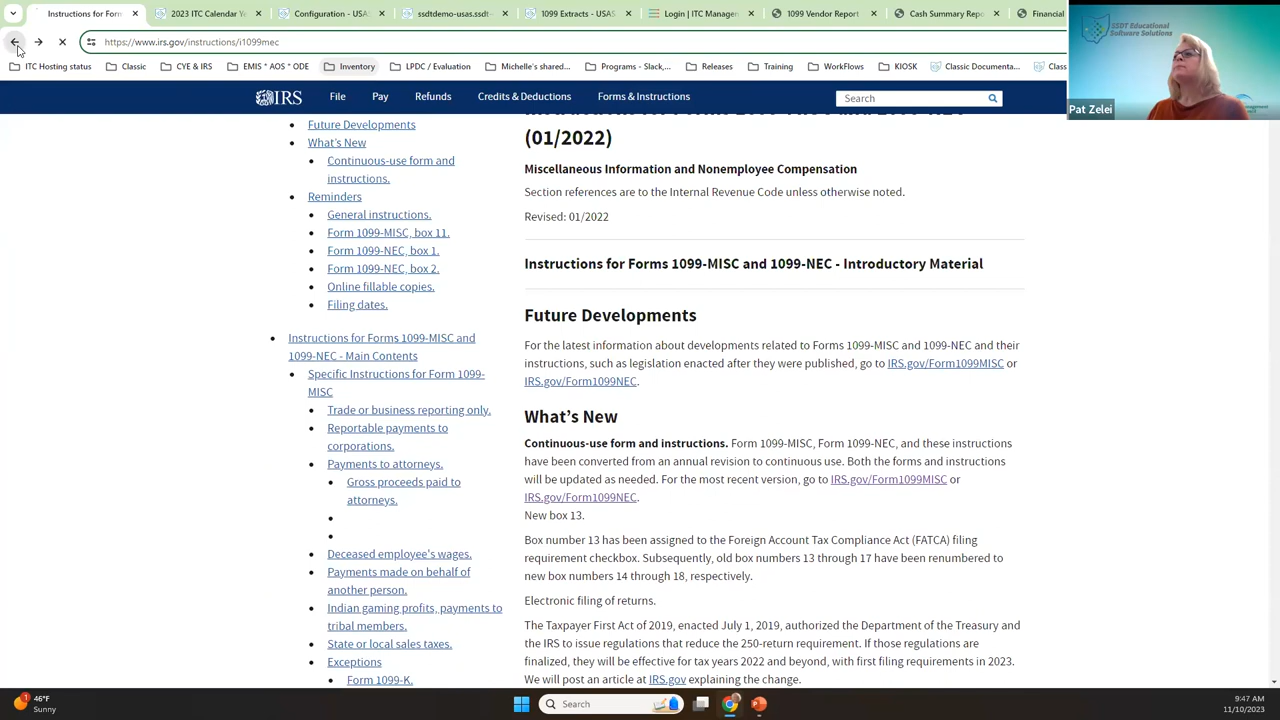 Instructions for Form
2023 ITC Calendar Ye
Configuration - USAS
ssdtdemo-usas.ssdt-
1099 Extracts - USAS
Login | ITC Manager
1099 Vendor Report
Cash Summary Repo
Financial
https://www.irs.gov/instructions/i1099mec
ITC Hosting status
Classic
CYE & IRS
EMIS * AOS * ODE
Inventory
LPDC / Evaluation
Michelle's shared...
Programs - Slack,...
Releases
Training
WorkFlows
KIOSK
Classic Documenta...
Class
SSDT Educational
Software Solutions
Pat Zelei
IRS
File
Pay
Refunds
Credits & Deductions
Forms & Instructions
Search
Future Developments
What's New
Continuous-use form and
instructions.
Reminders
General instructions.
Form 1099-MISC, box 11.
Form 1099-NEC, box 1.
Form 1099-NEC, box 2.
Online fillable copies.
Filing dates.
Instructions for Forms 1099-MISC and
1099-NEC - Main Contents
Specific Instructions for Form 1099-
MISC
Trade or business reporting only.
Reportable payments to
corporations.
Payments to attorneys.
Gross proceeds paid to
attorneys.
Deceased employee's wages.
Payments made on behalf of
another person.
Indian gaming profits, payments to
tribal members.
State or local sales taxes.
Exceptions
Form 1099-K.
(01/2022)
Miscellaneous Information and Nonemployee Compensation
Section references are to the Internal Revenue Code unless otherwise noted.
Revised: 01/2022
Instructions for Forms 1099-MISC and 1099-NEC - Introductory Material
Future Developments
For the latest information about developments related to Forms 1099-MISC and 1099-NEC and their
instructions, such as legislation enacted after they were published, go to IRS.gov/Form1099MISC or
IRS.gov/Form1099NEC.
What's New
Continuous-use form and instructions. Form 1099-MISC, Form 1099-NEC, and these instructions
have been converted from an annual revision to continuous use. Both the forms and instructions
will be updated as needed. For the most recent version, go to IRS.gov/Form1099MISC or
IRS.gov/Form1099NEC.
New box 13.
Box number 13 has been assigned to the Foreign Account Tax Compliance Act (FATCA) filing
requirement checkbox. Subsequently, old box numbers 13 through 17 have been renumbered to
new box numbers 14 through 18, respectively.
Electronic filing of returns.
The Taxpayer First Act of 2019, enacted July 1, 2019, authorized the Department of the Treasury and
the IRS to issue regulations that reduce the 250-return requirement. If those regulations are
finalized, they will be effective for tax years 2022 and beyond, with first filing requirements in 2023.
We will post an article at IRS.gov explaining the change.
46°F
Sunny
Search
9:47 AM
11/10/2023